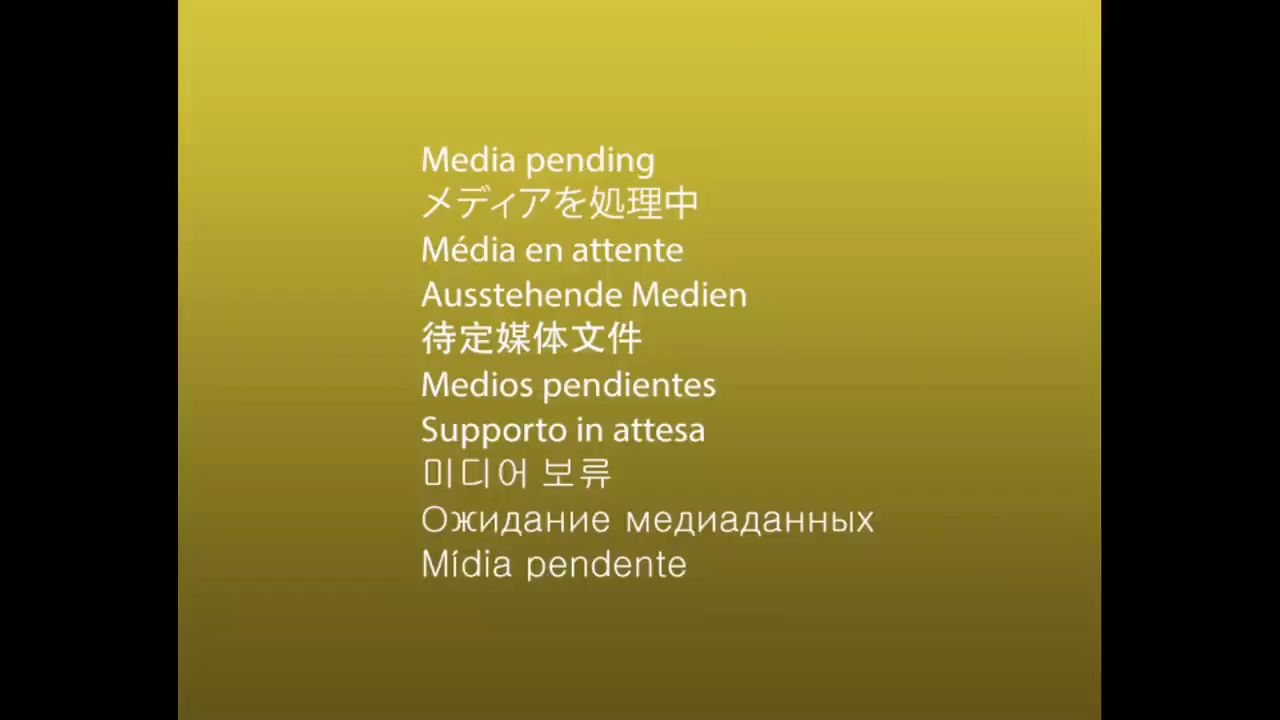 Media pending
メディアを処理中
Média en attente
Ausstehende Medien
待定媒体文件
Medios pendientes
Supporto in attesa
미디어 보류
Ожидание медиаданных
Mídia pendente